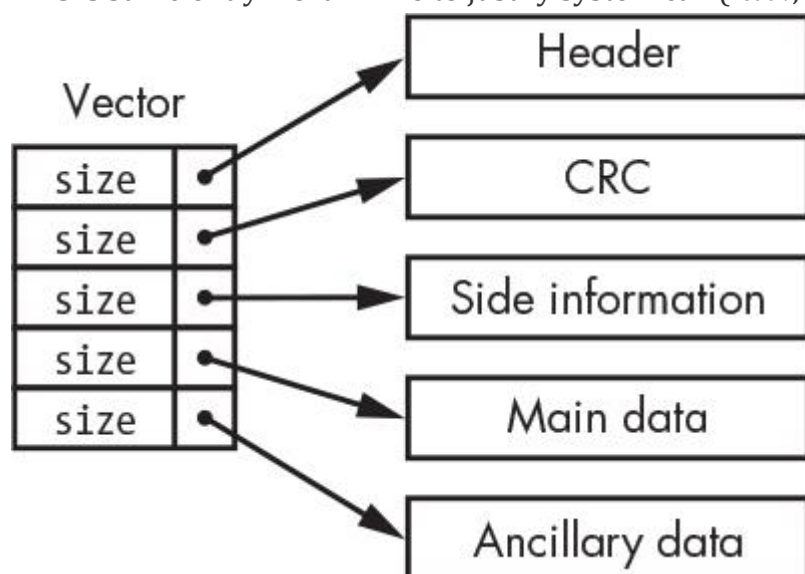 Header
Vector
size
CRC
size
size
Side information
size
Main data
size
Ancillary data